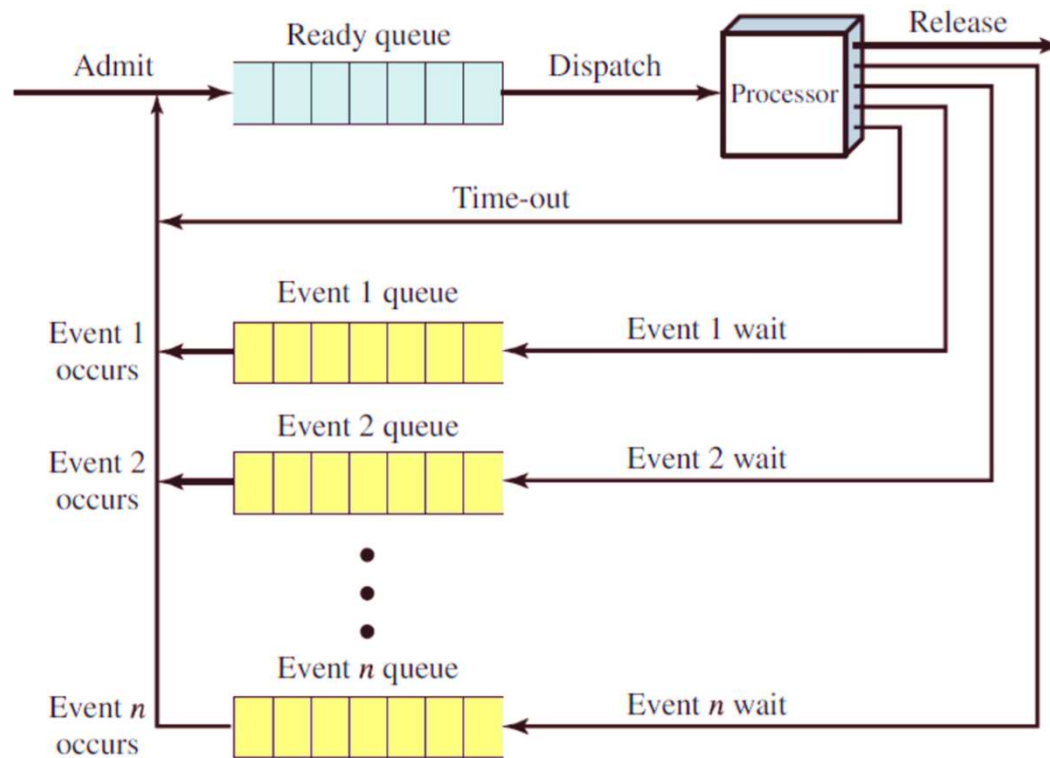 Release
Ready queue
Admit
Dispatch
Processor
Time-out
Event 1 queue
Event 1
occurs
Event 1 wait
Event 2 queue
Event 2
occurs
Event 2 wait
Event n queue
Event n
occurs
Event n wait